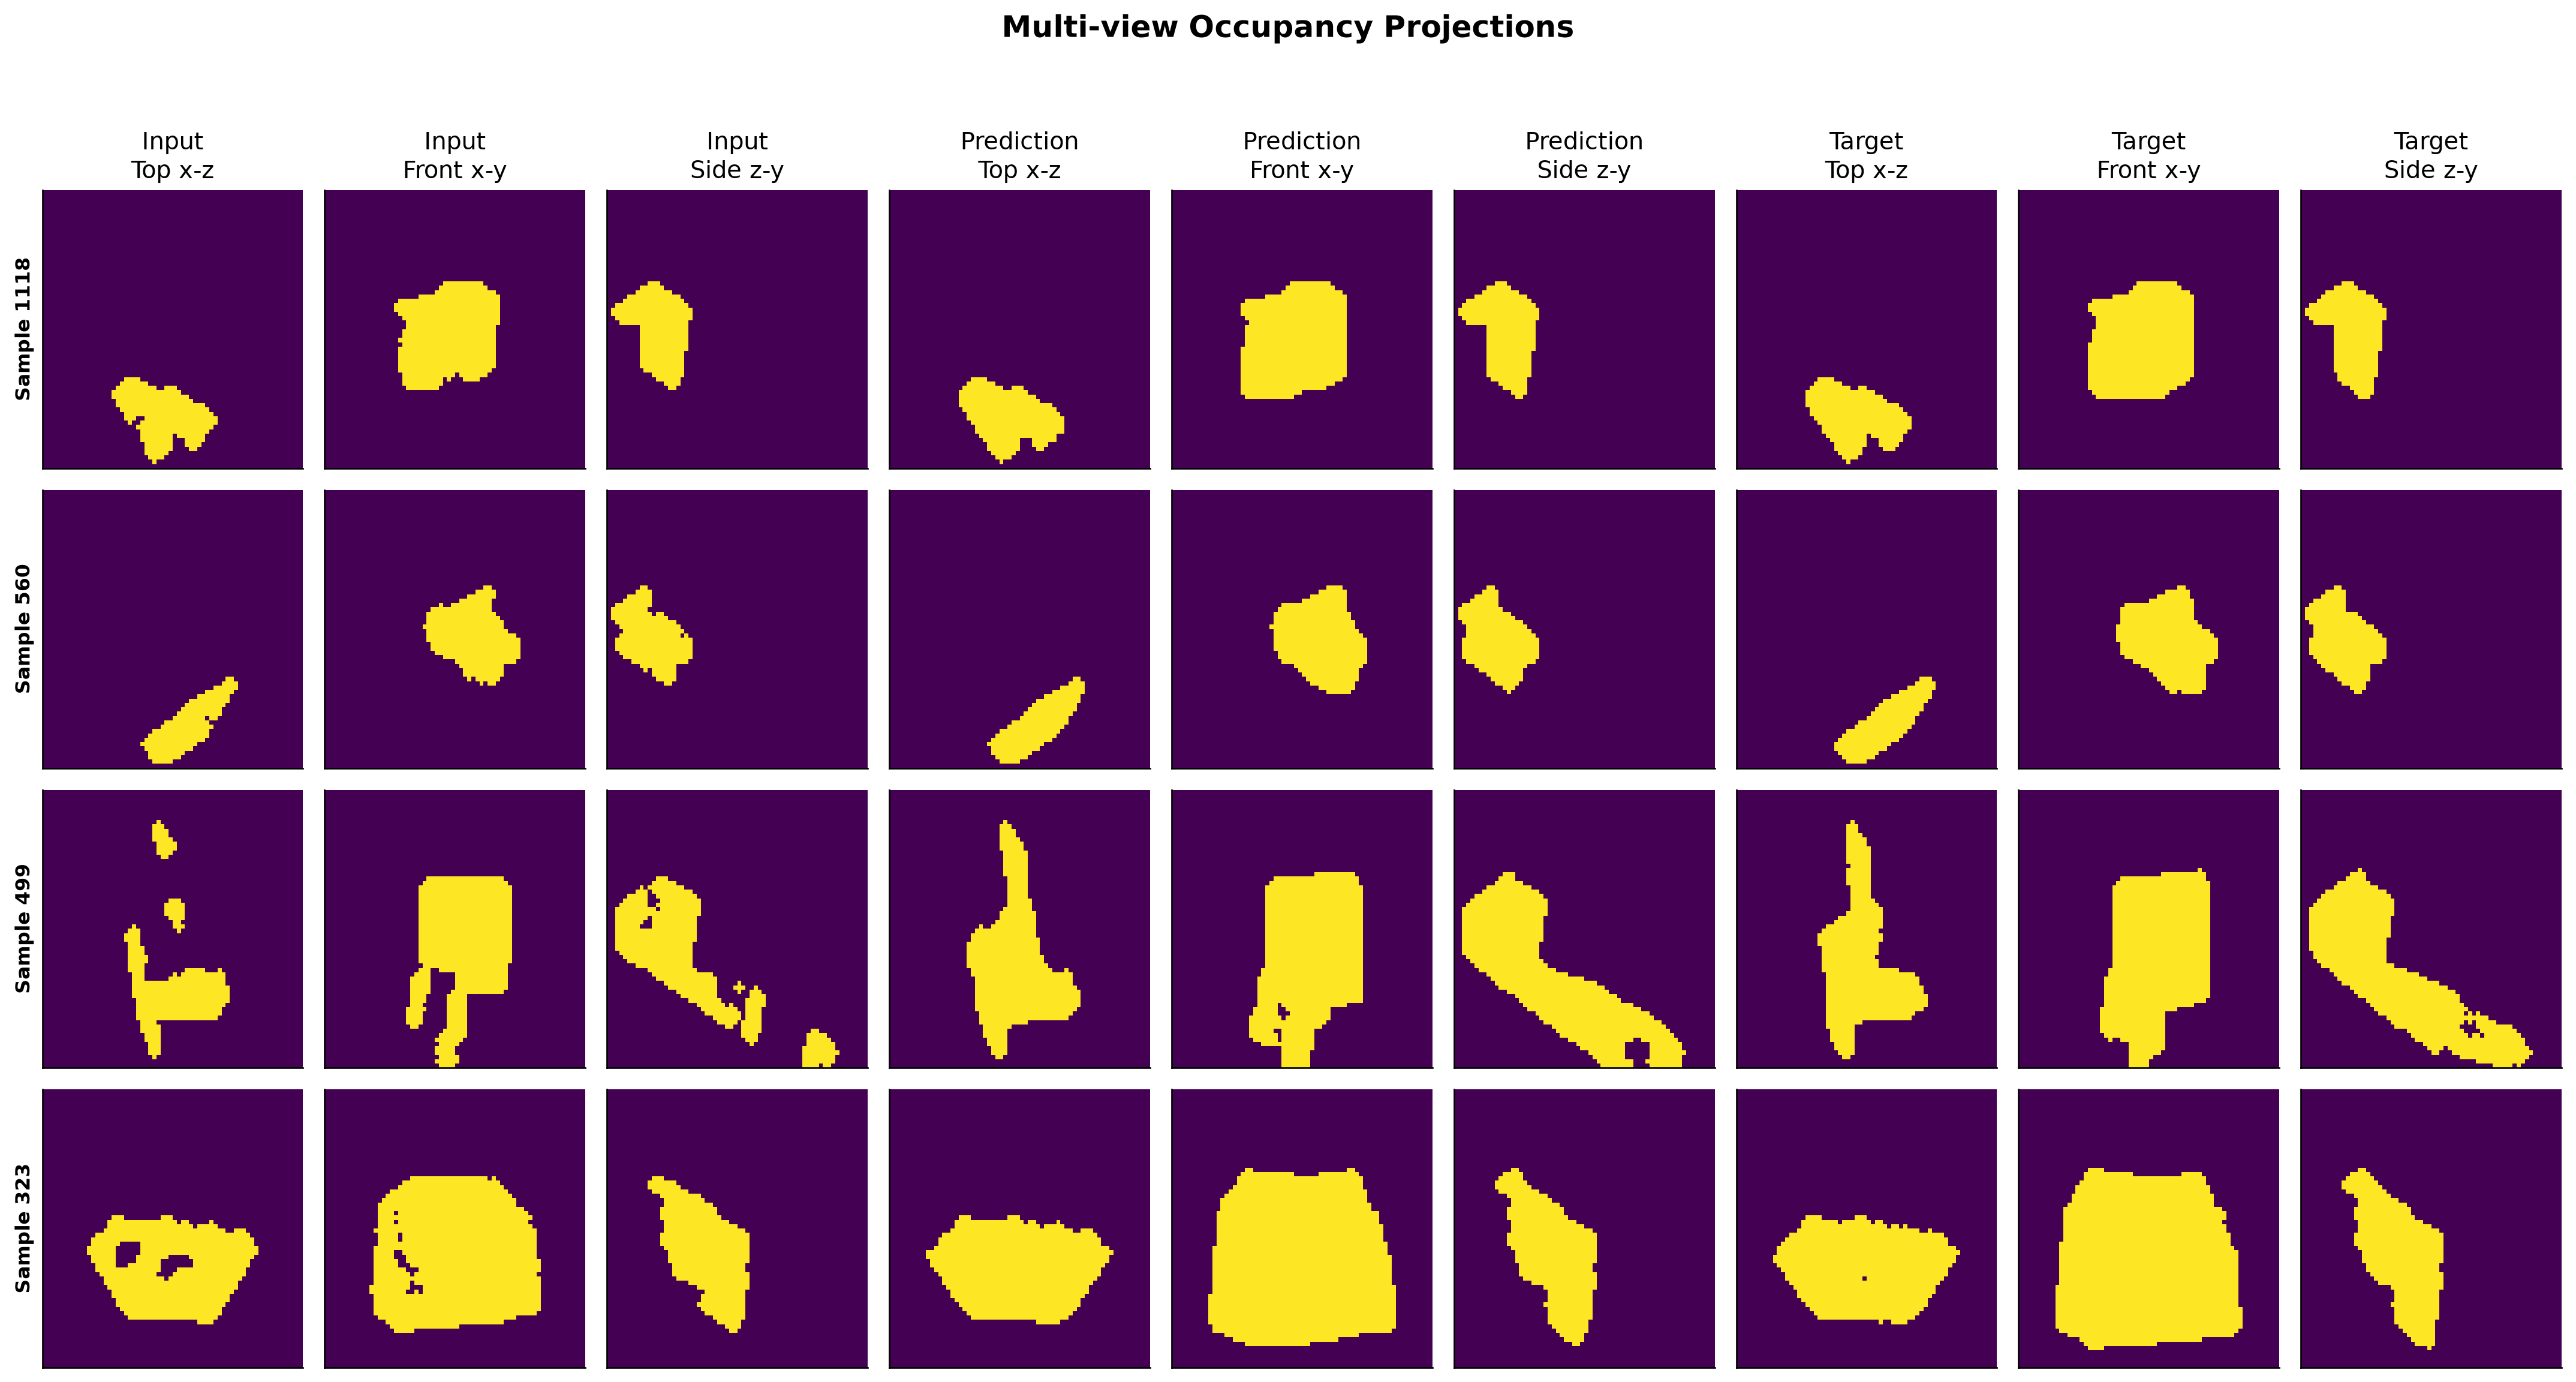 Multi-view Occupancy Projections
Input
Top x-z
Input
Front x-y
Input
Side z-y
Prediction
Top x-z
Prediction
Front x-y
Prediction
Side z-y
Target
Top x-z
Target
Front x-y
Target
Side z-y
Sample 1118
Sample 560
Sample 499
Sample 323